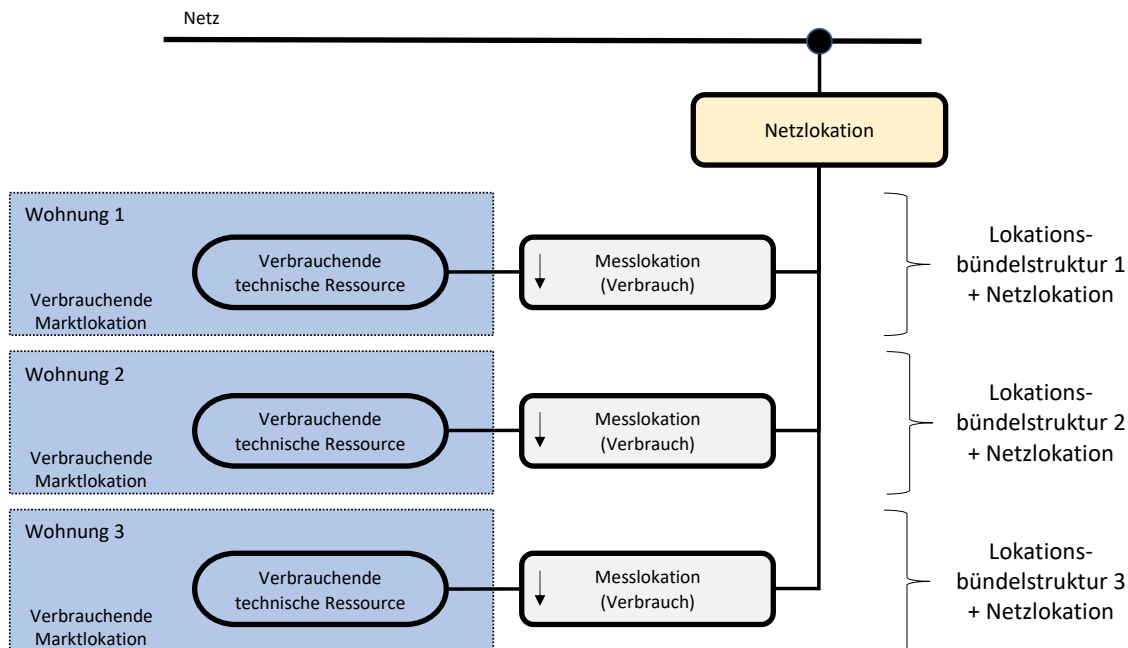 Netz
Netzlokation
Wohnung 1
Verbrauchende
technische Ressource
Verbrauchende
Marktlokation
Messlokation
(Verbrauch)
Lokations-
bündelstruktur 1
+ Netzlokation
Wohnung 2
Verbrauchende
technische Ressource
Verbrauchende
Marktlokation
Messlokation
(Verbrauch)
Lokations-
bündelstruktur 2
+ Netzlokation
Wohnung 3
Verbrauchende
technische Ressource
Verbrauchende
Marktlokation
Messlokation
(Verbrauch)
Lokations-
bündelstruktur 3
+ Netzlokation